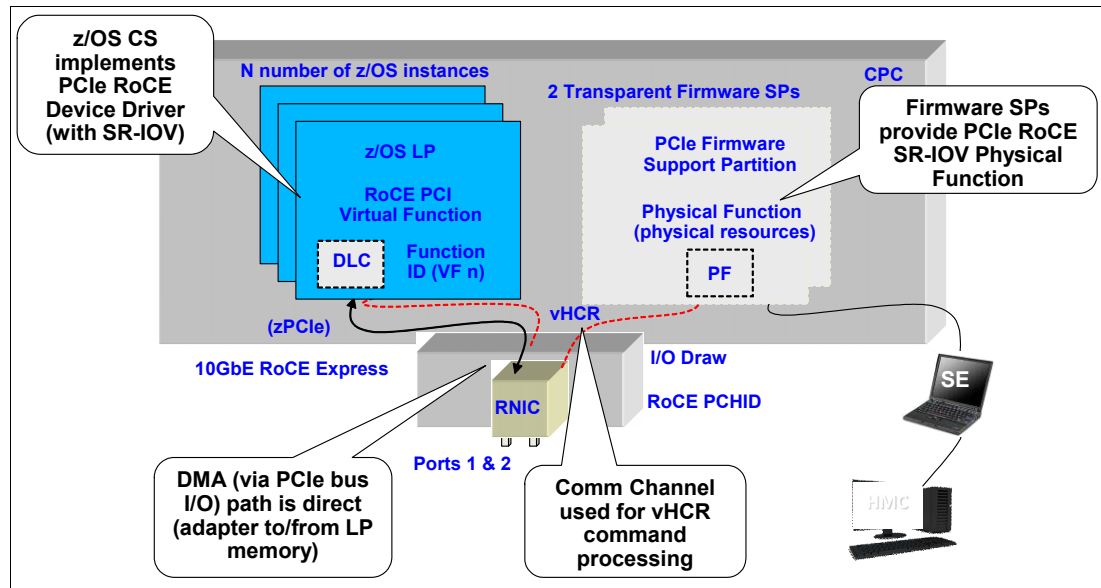 z/OS CS
implements
PCIe RoCE
Device Driver
(with SR-IOV)
N number of z/OS instances
z/OS LP
RoCE PCI
Virtual Function
Function
ID (VF n)
DLC
2 Transparent Firmware SPs
CPC
PCIe Firmware
Support Partition
Physical Function
(physical resources)
PF
Firmware SPs
provide PCIe RoCE
SR-IOV Physical
Function
(zPCIe)
vHCR
10GbE RoCE Express
I/O Draw
RNIC
RoCE PCHID
Ports 1 & 2
SE
HMC
DMA (via PCIe bus
I/O) path is direct
(adapter to/from LP
memory)
Comm Channel
used for vHCR
command
processing